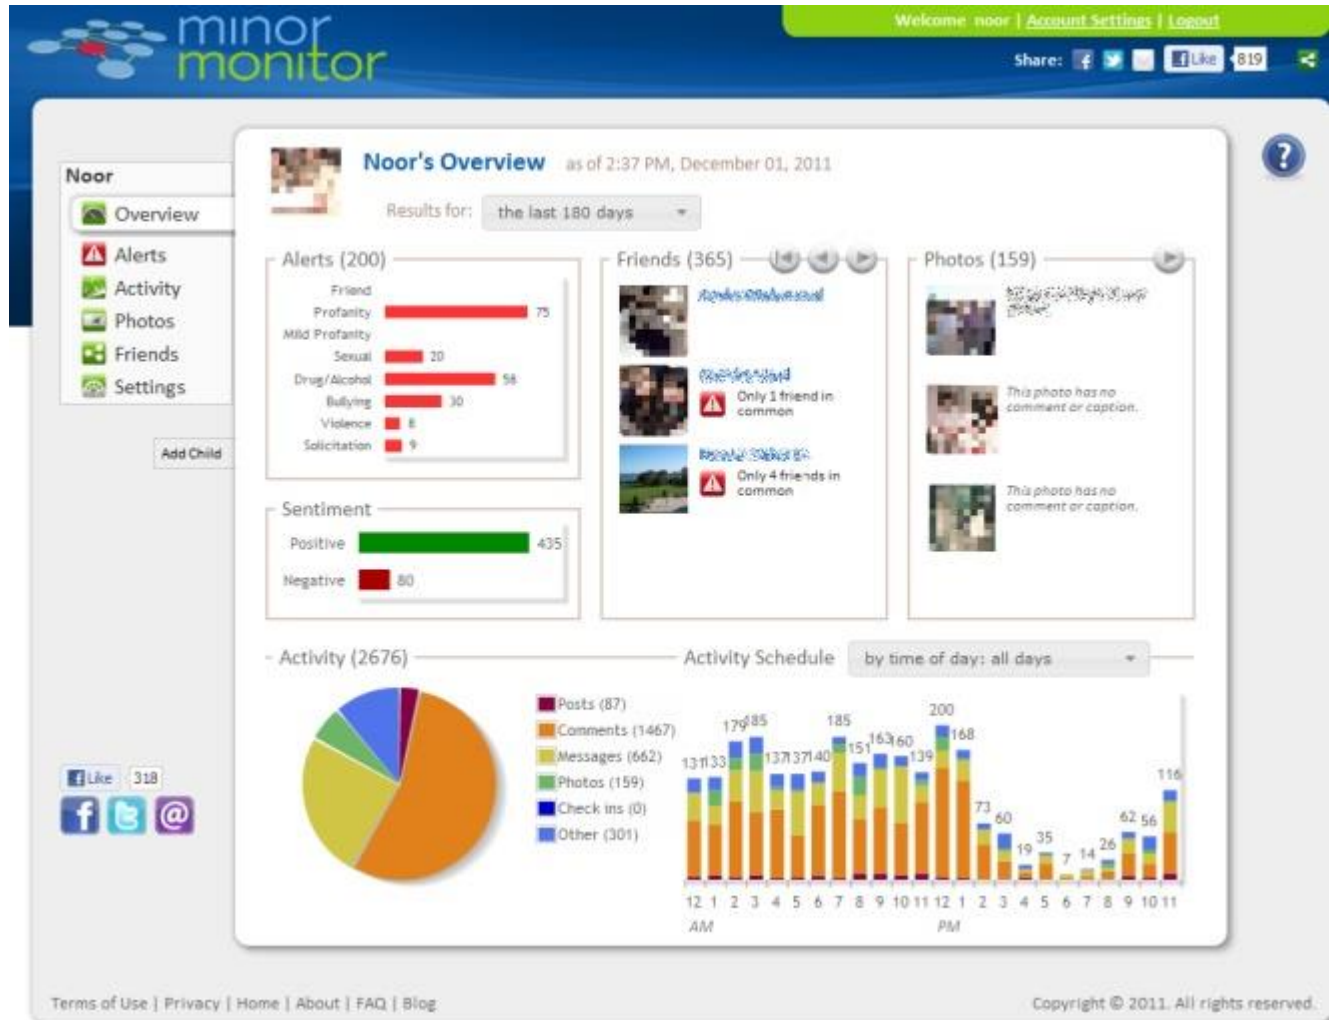 minor
monitor
Welcome noor | Account Settings | Logout
Share: Like 819
Noor
Overview
Alerts
Activity
Photos
Friends
Settings
Add Child
Like 318
Noor's Overview as of 2:37 PM, December 01, 2011
Results for: the last 180 days
Alerts (200)
Friend
Profanity 75
Mild Profanity
Sexual 20
Drug/Alcohol 56
Bullying 30
Violence 8
Solicitation 9
Sentiment
Positive 435
Negative 80
Friends (365)
Only 1 friend in
common
Only 4 friends in
common
Photos (159)
This photo has no
comment or caption.
This photo has no
comment or caption.
Activity (2676)
Posts (87)
Comments (1467)
Messages (662)
Photos (159)
Check ins (0)
Other (301)
Activity Schedule by time of day: all days
131 133 179 185 137 137 140 185 151 163 160 139 200 168 73 60 19 35 7 14 26 62 56 116
12 1 2 3 4 5 6 7 8 9 10 11 12 1 2 3 4 5 6 7 8 9 10 11
AM PM
Terms of Use | Privacy | Home | About | FAQ | Blog
Copyright © 2011. All rights reserved.